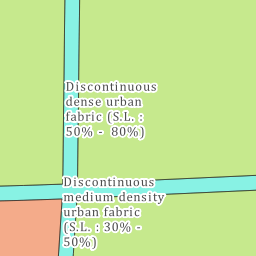 Discontinuous
dense urban
fabric (S.L. :
50% -  80%)
Discontinuous
medium-density
urban fabric
(S.L. : 30% -
50%)